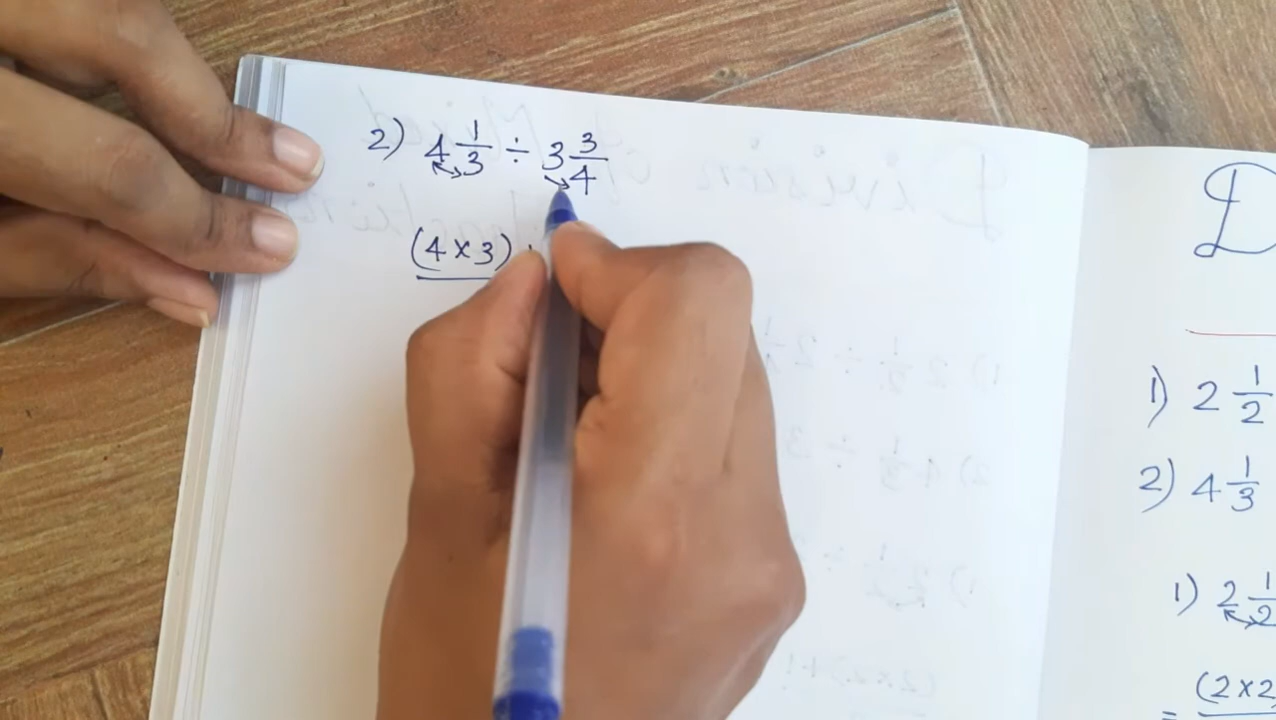 2) 4 1/3 ÷ 3 3/4
(4 × 3)
D
1) 2 1/2
2) 4 1/3
1) 2 1/2
= (2×2)